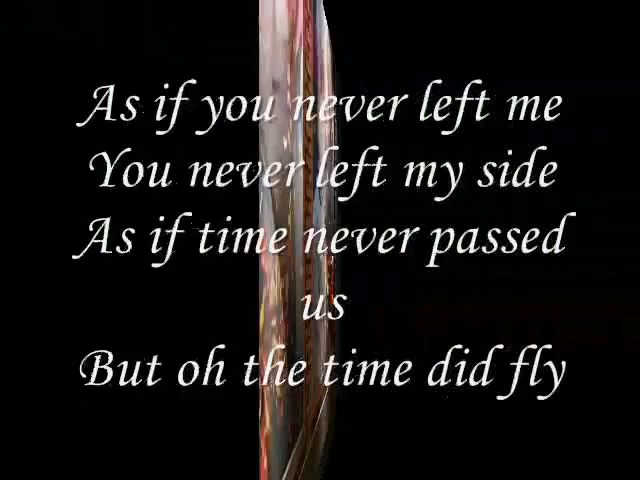 As if you never left me
You never left my side
As if time never passed
us
But oh the time did fly